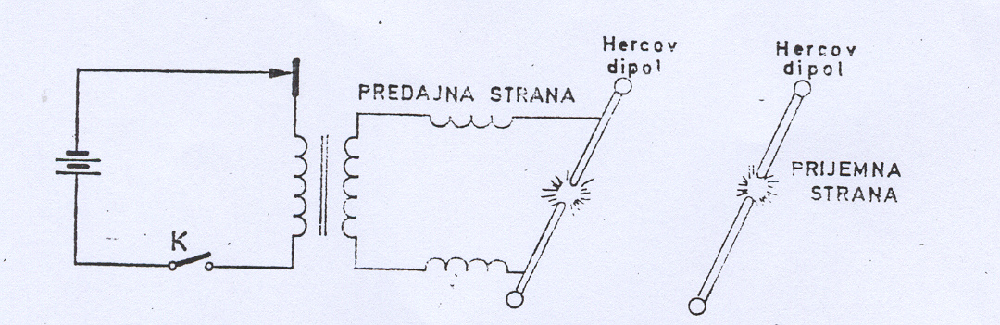 Hercov
dipol
Hercov
dipol
PREDAJNA STRANA
PRIJEMNA
STRANA
K